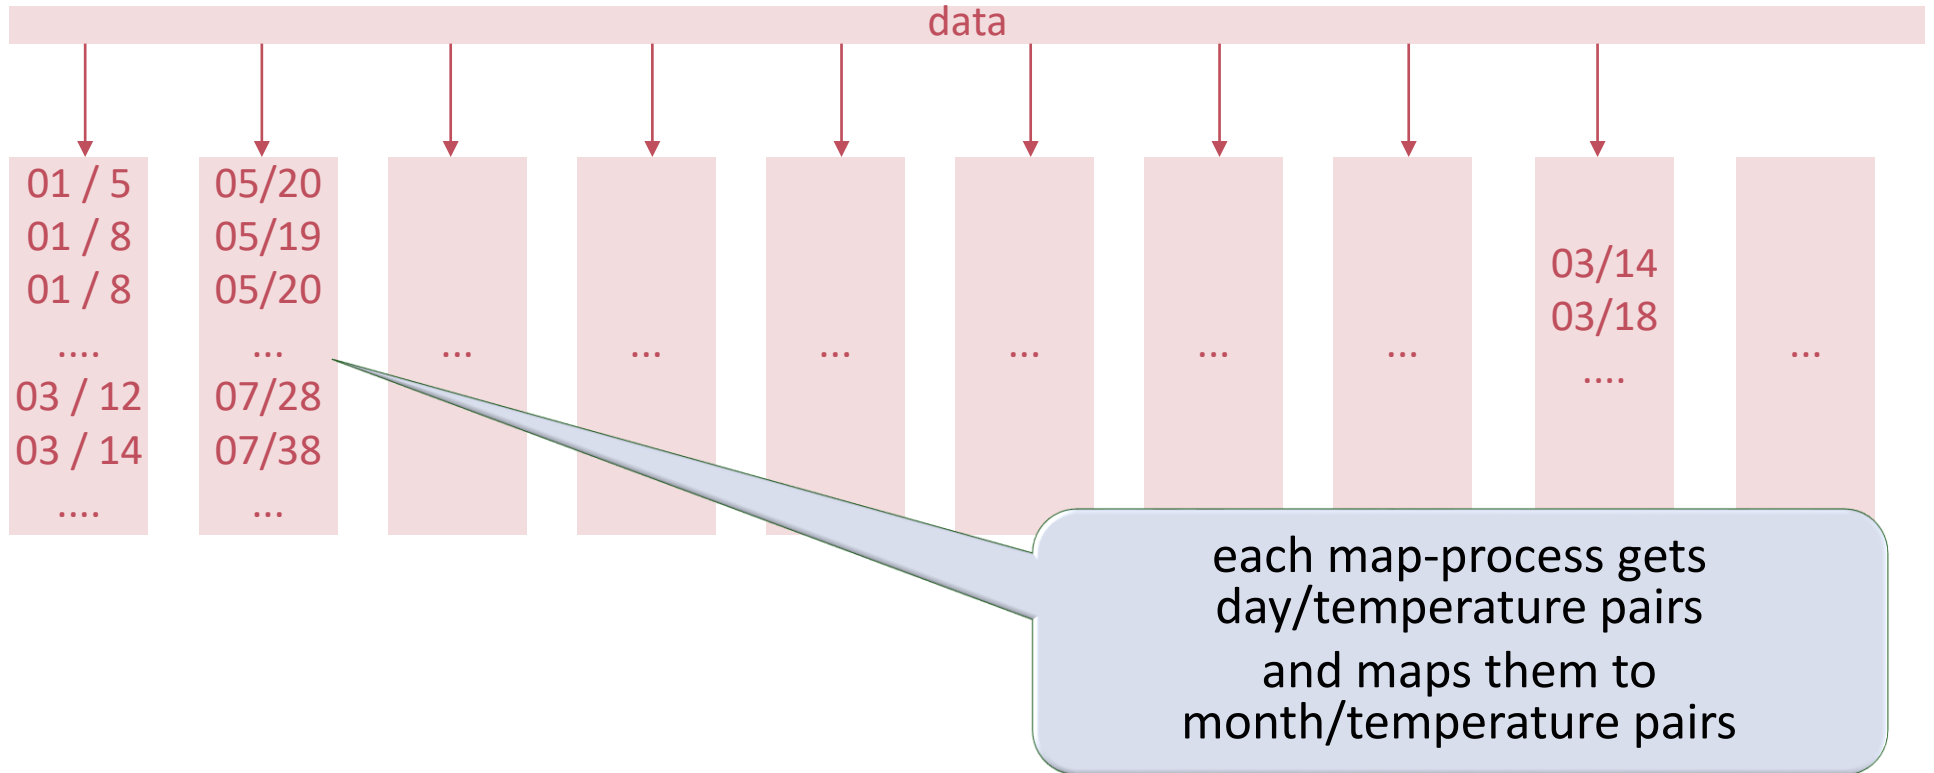 data
01 / 5
01 / 8
01 / 8
....
03 / 12
03 / 14
....
05/20
05/19
05/20
...
07/28
07/38
...
...
...
...
...
...
...
03/14
03/18
....
...
each map-process gets
day/temperature pairs
and maps them to
month/temperature pairs